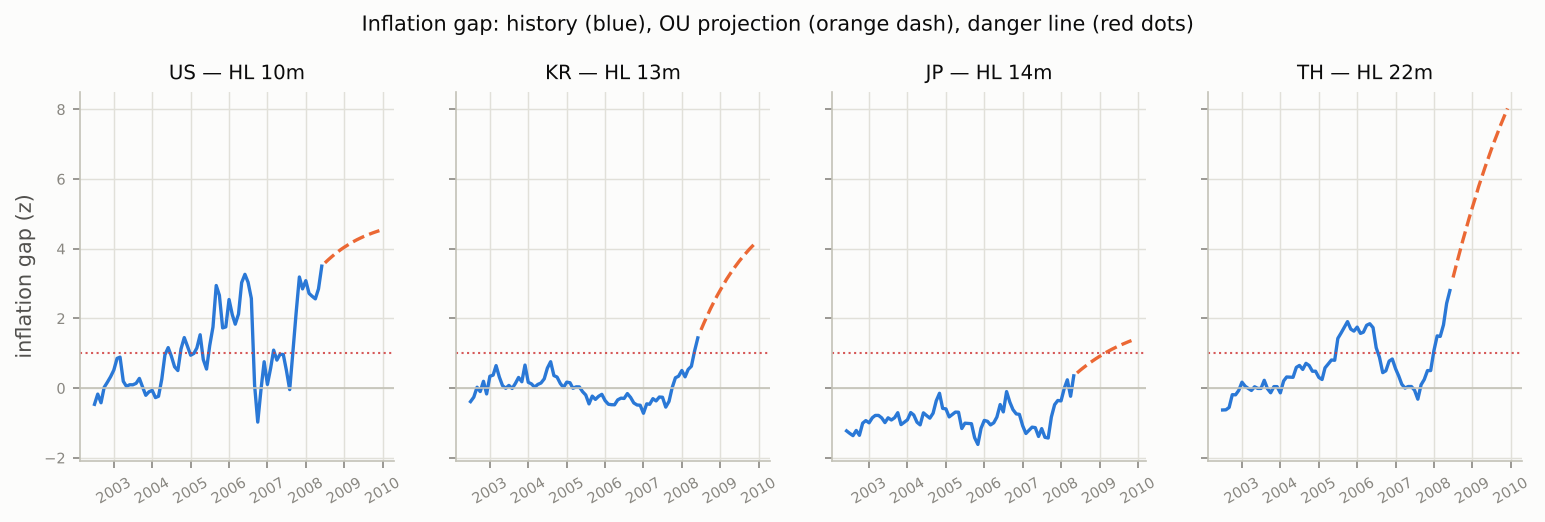 Inflation gap: history (blue), OU projection (orange dash), danger line (red dots)
US — HL 10m
KR — HL 13m
JP — HL 14m
TH — HL 22m
inflation gap (z)
8
6
4
2
0
−2
2003 2004 2005 2006 2007 2008 2009 2010
2003 2004 2005 2006 2007 2008 2009 2010
2003 2004 2005 2006 2007 2008 2009 2010
2003 2004 2005 2006 2007 2008 2009 2010